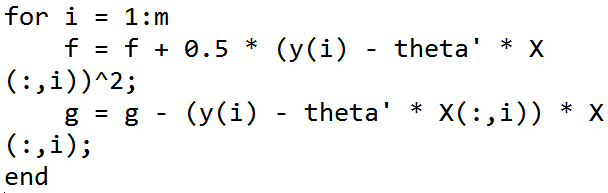 for i = 1:m
    f = f + 0.5 * (y(i) - theta' * X
(:,i))^2;
    g = g - (y(i) - theta' * X(:,i)) * X
(:,i);
end